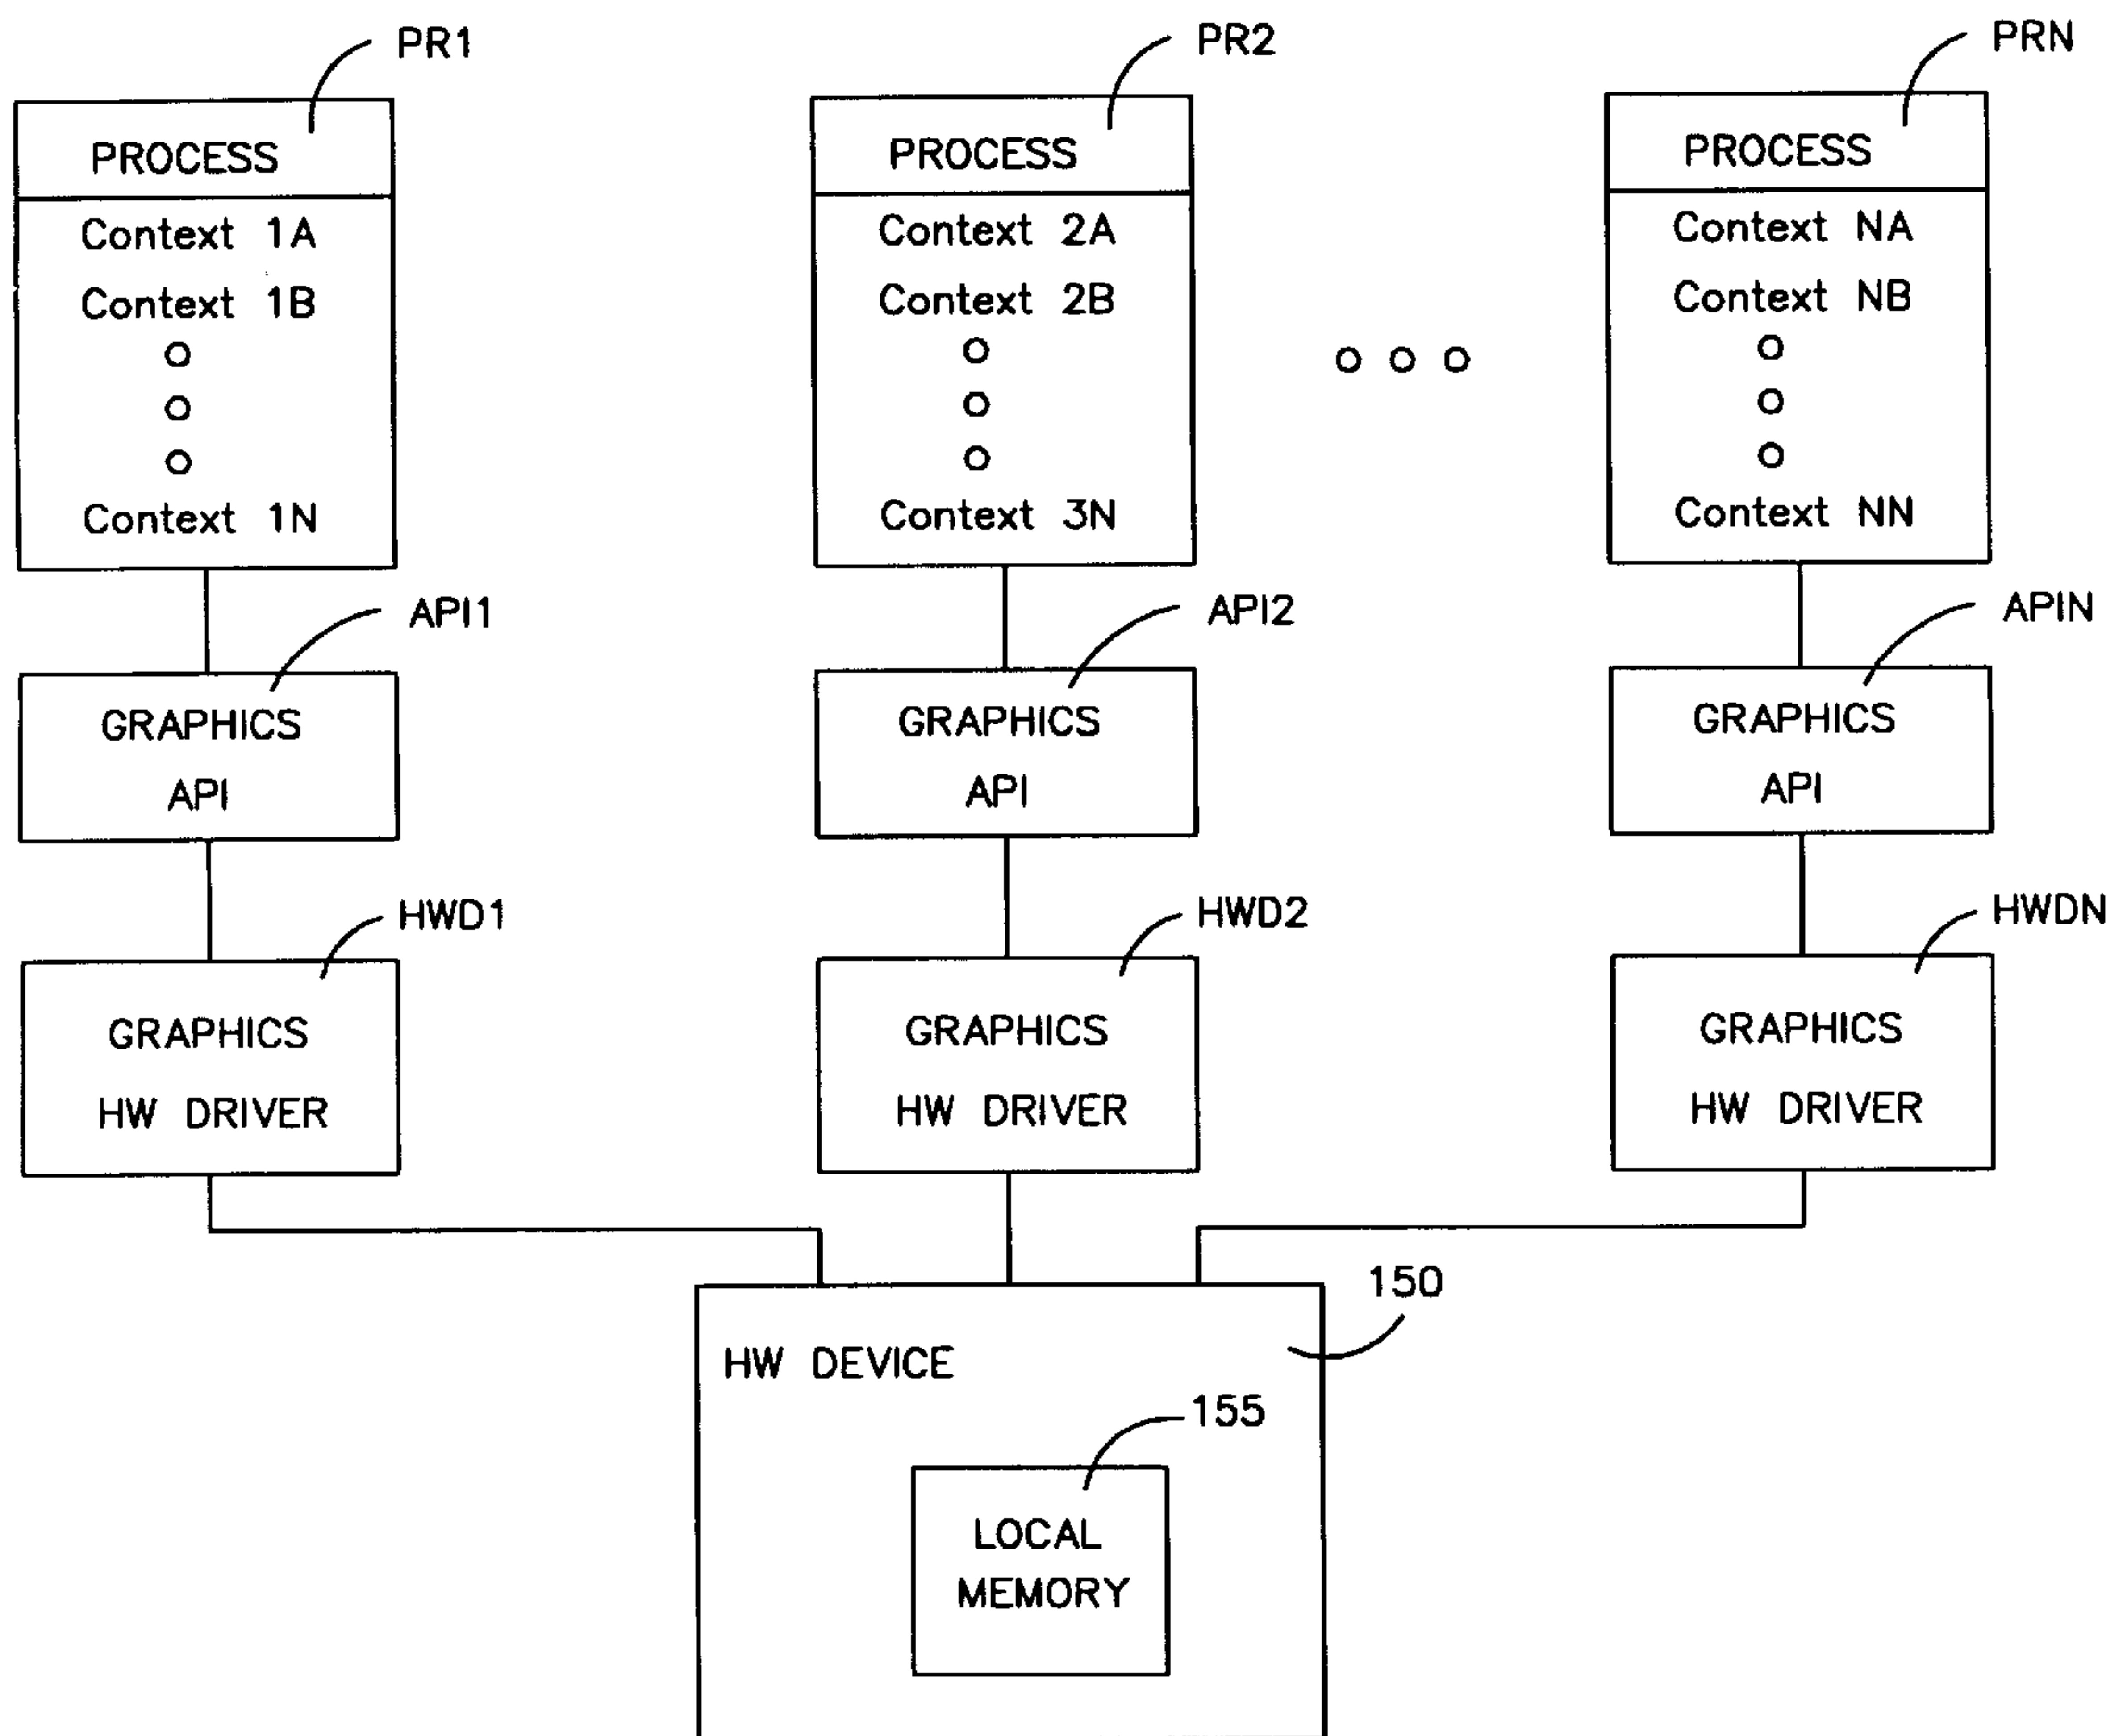 PR1
PR2
PRN
PROCESS
Context 1A
Context 1B
Context 1N
PROCESS
Context 2A
Context 2B
Context 3N
PROCESS
Context NA
Context NB
Context NN
API1
API2
APIN
GRAPHICS
API
GRAPHICS
API
GRAPHICS
API
HWD1
HWD2
HWDN
GRAPHICS
HW DRIVER
GRAPHICS
HW DRIVER
GRAPHICS
HW DRIVER
150
HW DEVICE
155
LOCAL
MEMORY